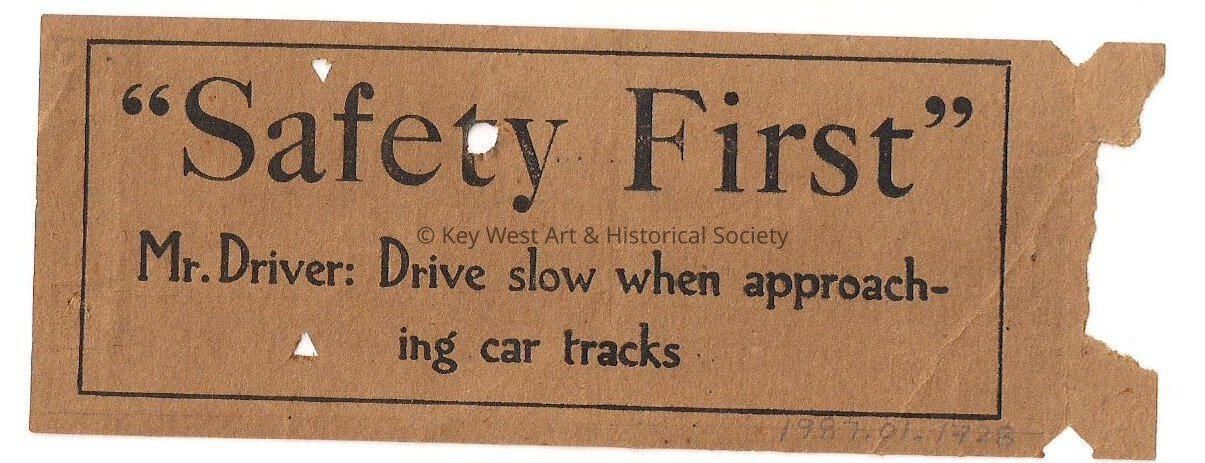 “Safety First”
© Key West Art & Historical Society
Mr. Driver: Drive slow when approach-
ing car tracks
1987.01.1728